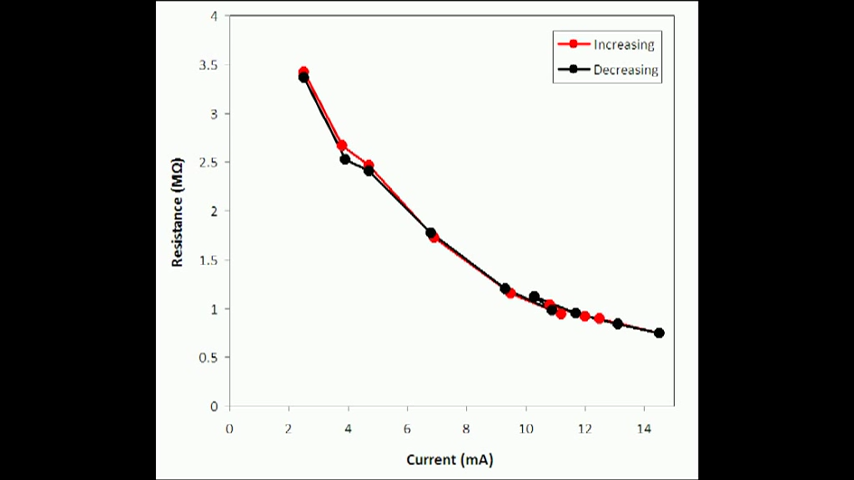 Increasing
Decreasing
4
3.5
3
2.5
2
1.5
1
0.5
0
Resistance (MΩ)
0 2 4 6 8 10 12 14
Current (mA)